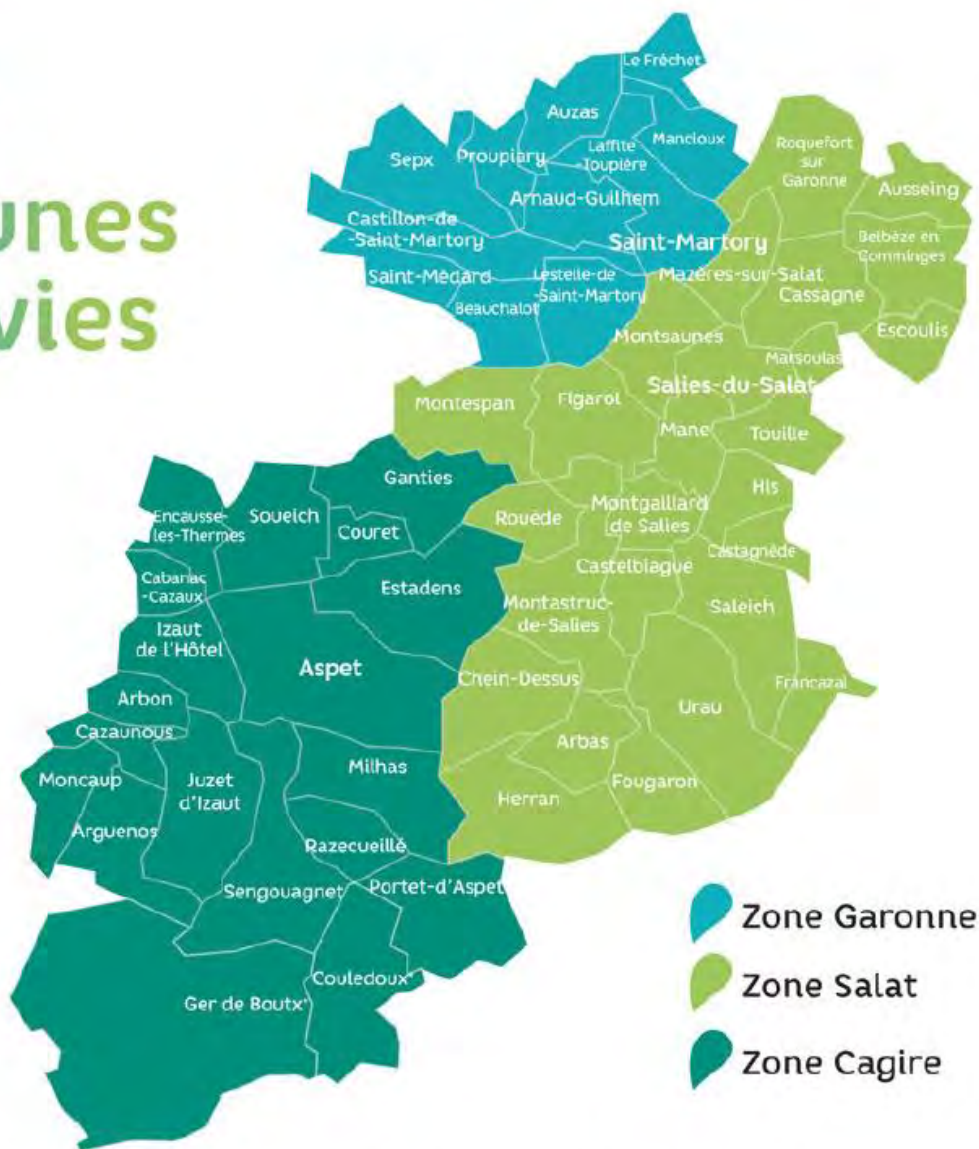 unes
vies
Le Fréchet
Auzas
Mancioux
Laffite
Toupière
Proupiary
Sepx
Arnaud-Guilhem
Roquefort
sur
Garonne
Ausseing
Castillon-de
-Saint-Martory
Saint-Martory
Belbèze en
Comminges
Saint-Médard
Lestelle-de
-Saint-Martory
Mazères-sur-Salat
Cassagne
Beauchalot
Montsaunes
Escoulis
Marsoulas
Salies-du-Salat
Montespan
Figarol
Mane
Touille
Ganties
His
Encausse-
les-Thermes
Soueich
Couret
Rouède
Montgaillard
de Salies
Castagnède
Cabanac
-Cazaux
Estadens
Castelbiague
Montastruc-
de-Salies
Saleich
Izaut
de l'Hôtel
Aspet
Chein-Dessus
Francazal
Arbon
Urau
Cazaunous
Arbas
Moncaup
Juzet
d'Izaut
Milhas
Fougaron
Herran
Arguenos
Razecueillé
Sengouagnet
Portet-d'Aspet
Couledoux*
Ger de Boutx*
Zone Garonne
Zone Salat
Zone Cagire